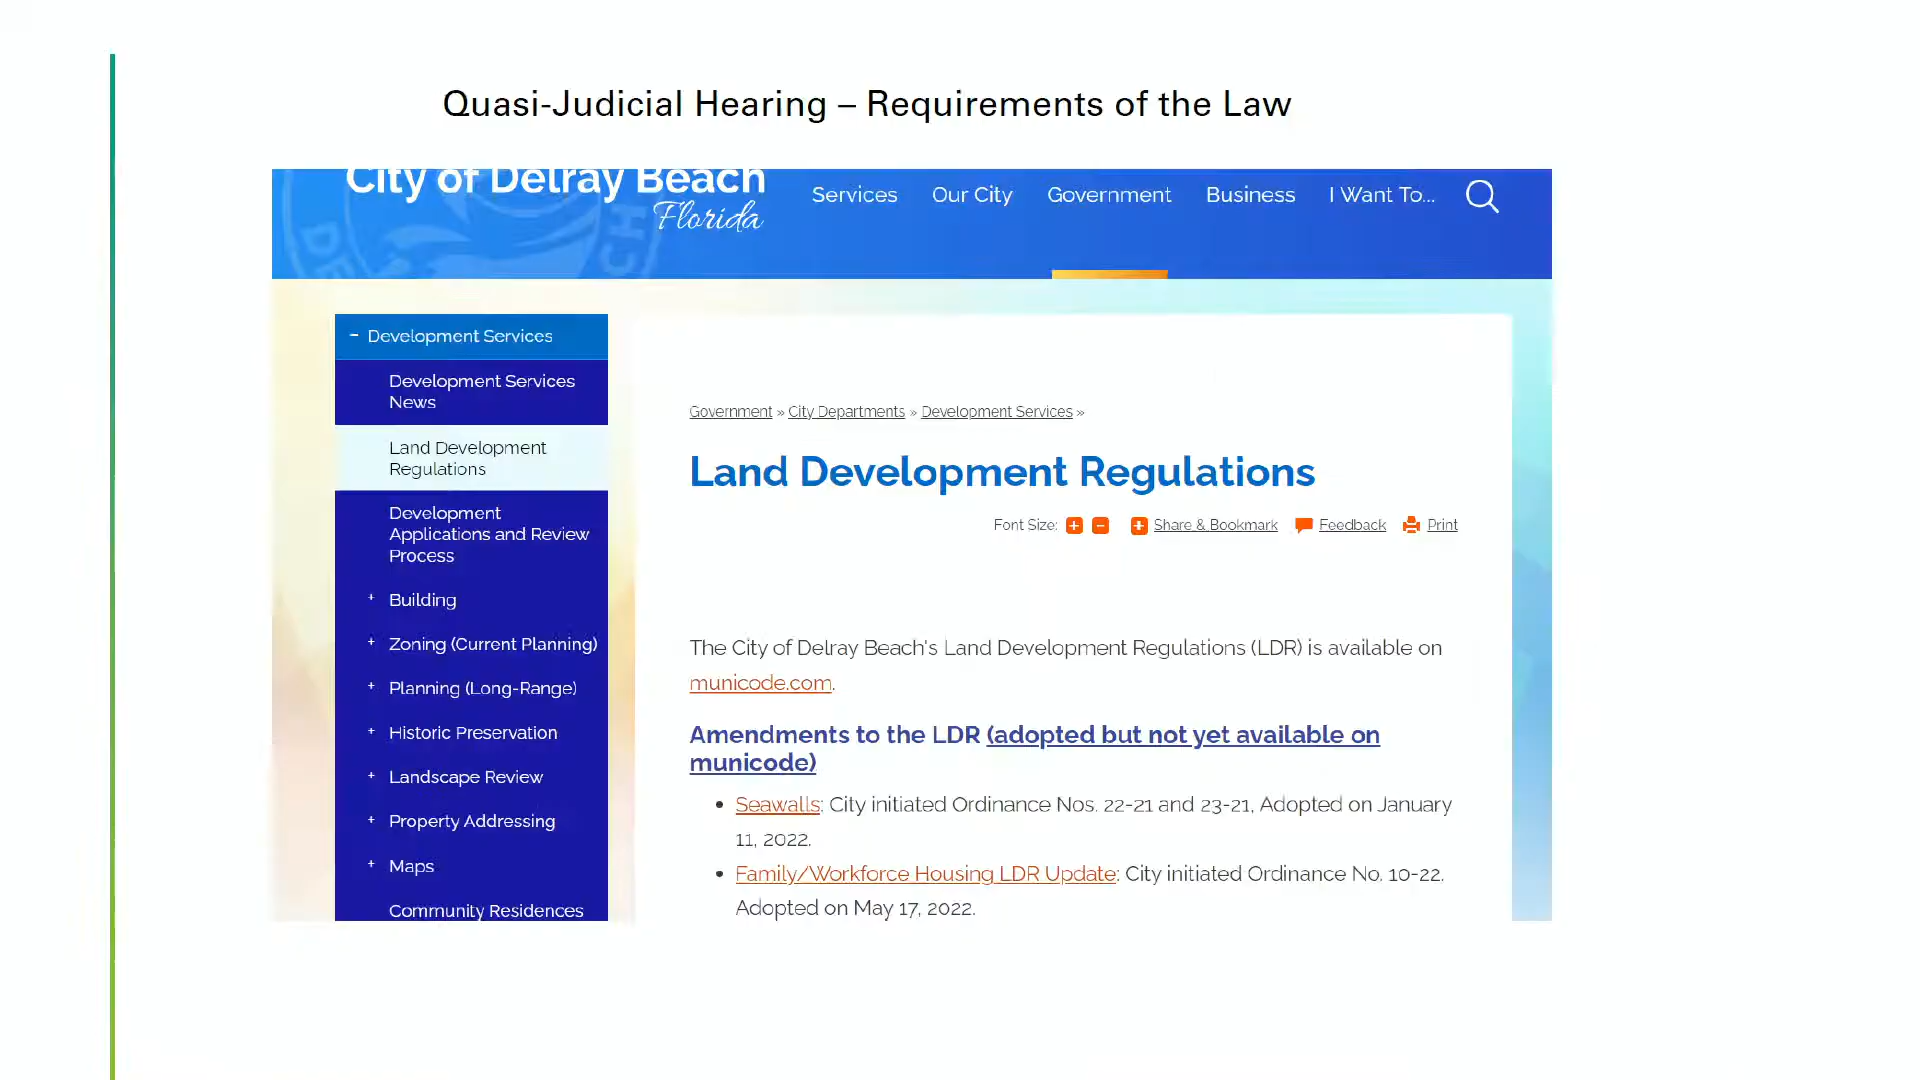 Quasi-Judicial Hearing – Requirements of the Law
City of Delray Beach
Florida
Services Our City Government Business I Want To...
- Development Services
Development Services
News
Land Development
Regulations
Development
Applications and Review
Process
+ Building
+ Zoning (Current Planning)
+ Planning (Long-Range)
+ Historic Preservation
+ Landscape Review
+ Property Addressing
+ Maps
Community Residences
Government » City Departments » Development Services »
Land Development Regulations
Font Size: + - + Share & Bookmark Feedback Print
The City of Delray Beach's Land Development Regulations (LDR) is available on
municode.com.
Amendments to the LDR (adopted but not yet available on
municode)
• Seawalls: City initiated Ordinance Nos. 22-21 and 23-21, Adopted on January
11, 2022.
• Family/Workforce Housing LDR Update: City initiated Ordinance No. 10-22.
Adopted on May 17, 2022.